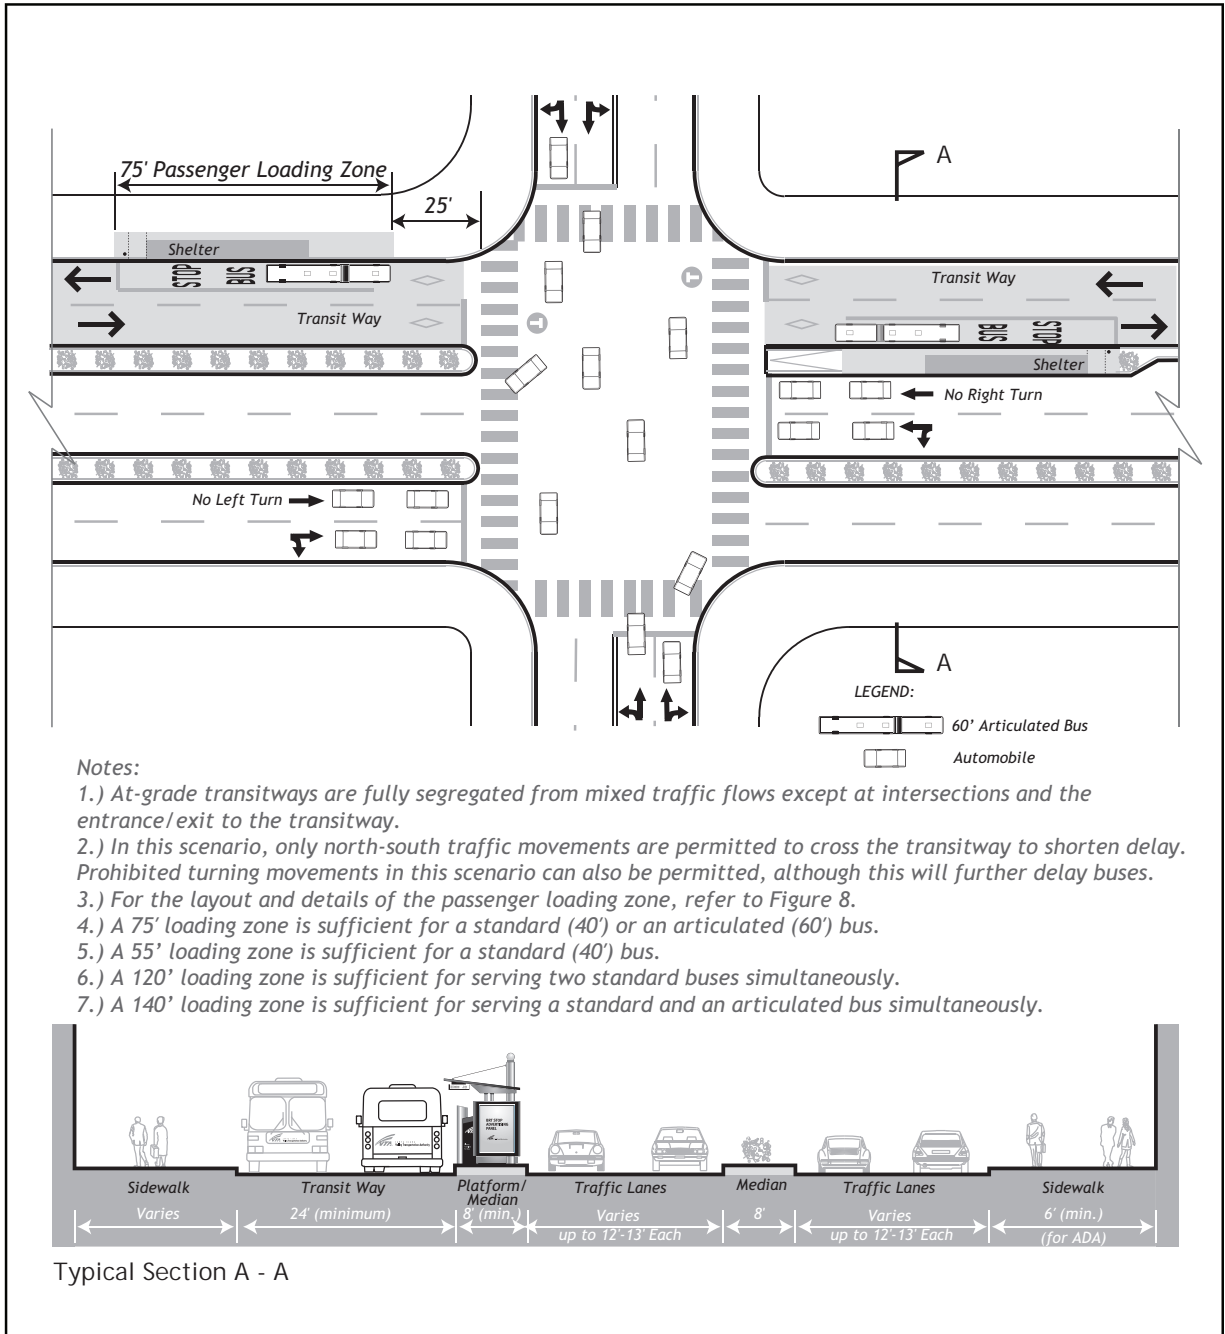 A
75' Passenger Loading Zone
25'
Shelter
STOP
BUS
Transit Way
Transit Way
T
T
BUS
STOP
Shelter
No Right Turn
No Left Turn
A
LEGEND:
60’ Articulated Bus
Automobile
Notes:
1.) At-grade transitways are fully segregated from mixed traffic flows except at intersections and the
entrance/exit to the transitway.
2.) In this scenario, only north-south traffic movements are permitted to cross the transitway to shorten delay.
Prohibited turning movements in this scenario can also be permitted, although this will further delay buses.
3.) For the layout and details of the passenger loading zone, refer to Figure 8.
4.) A 75' loading zone is sufficient for a standard (40') or an articulated (60') bus.
5.) A 55’ loading zone is sufficient for a standard (40') bus.
6.) A 120’ loading zone is sufficient for serving two standard buses simultaneously.
7.) A 140’ loading zone is sufficient for serving a standard and an articulated bus simultaneously.
BRT STOP
ADVERTISING
PANEL
Sidewalk
Transit Way
Platform/
Median
Traffic Lanes
Median
Traffic Lanes
Sidewalk
Varies
24' (minimum)
8' (min.)
Varies
up to 12'-13' Each
8'
Varies
up to 12'-13' Each
6' (min.)
(for ADA)
Typical Section A - A